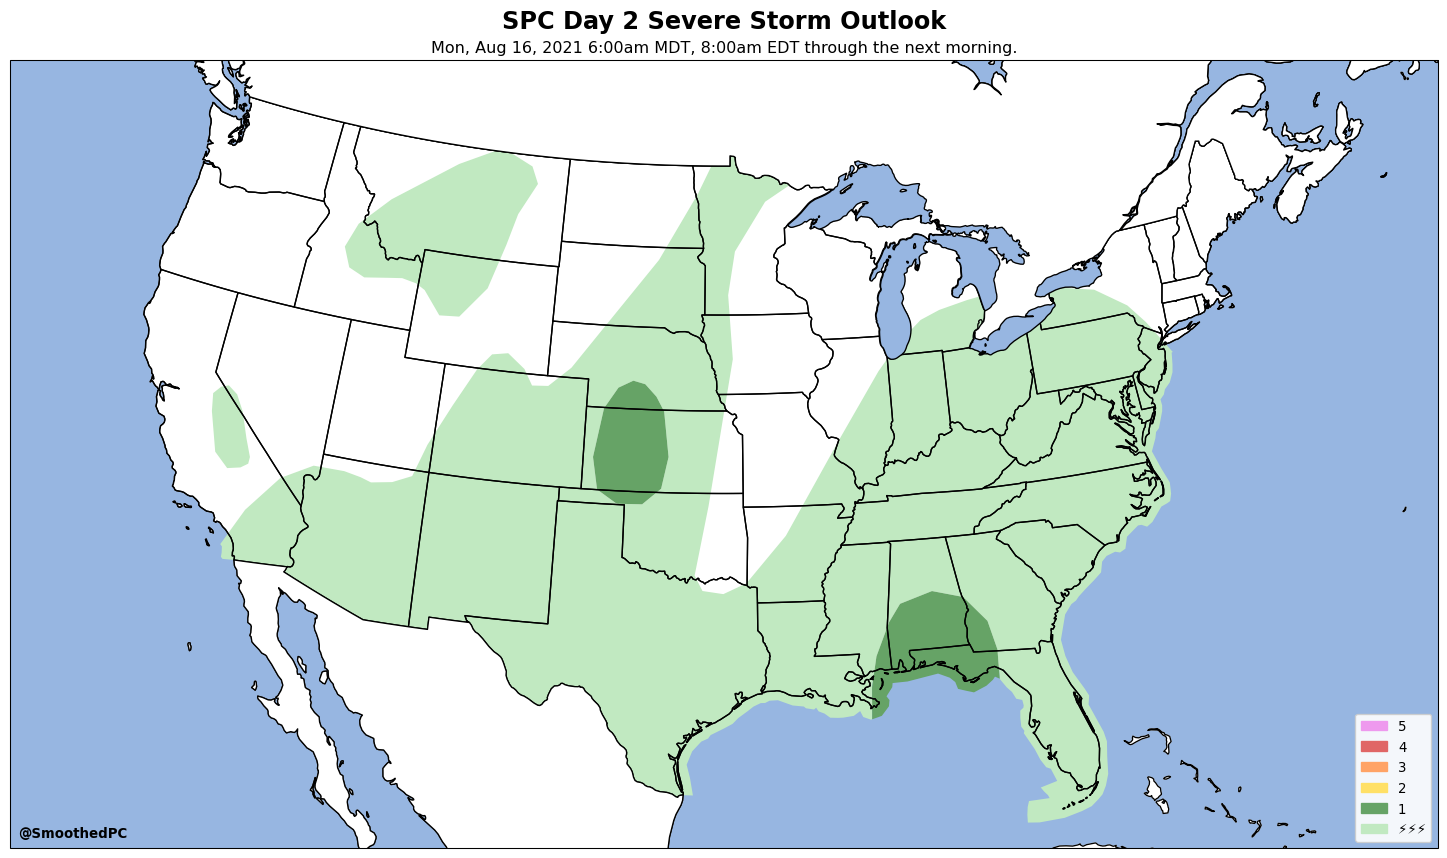 SPC Day 2 Severe Storm Outlook
Mon, Aug 16, 2021 6:00am MDT, 8:00am EDT through the next morning.
5
4
3
2
1
⚡⚡⚡
@SmoothedPC